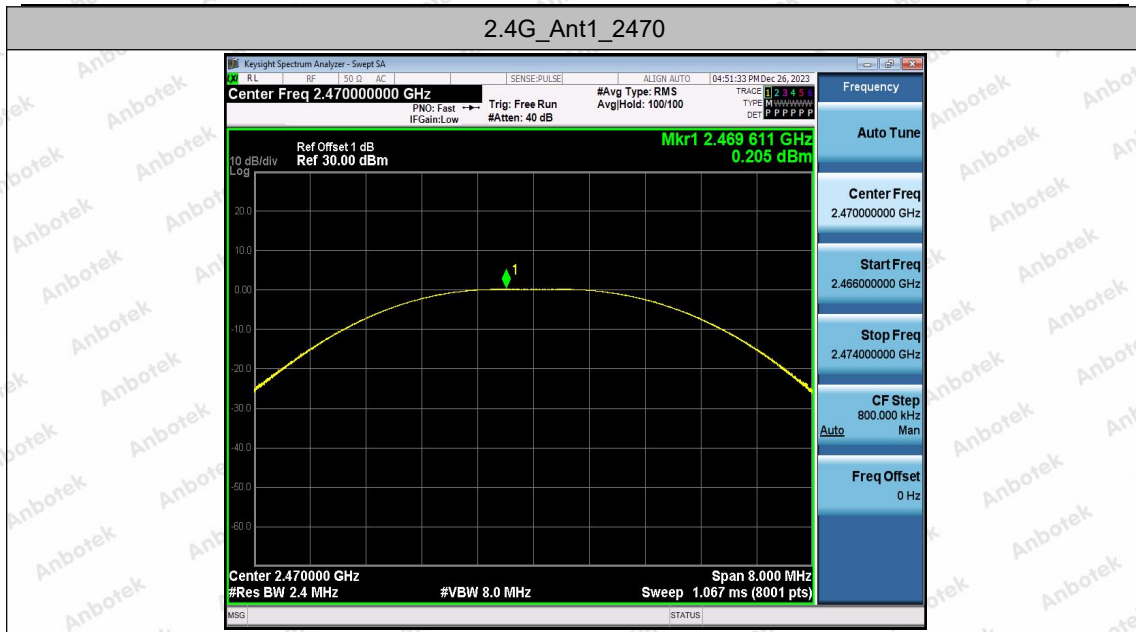 2.4G_Ant1_2470
Keysight Spectrum Analyzer - Swept SA
RL RF 50 Ω AC SENSE:PULSE ALIGN AUTO 04:51:33 PM Dec 26, 2023
Center Freq 2.470000000 GHz
PNO: Fast
IFGain:Low
Trig: Free Run
#Atten: 40 dB
#Avg Type: RMS
Avg|Hold: 100/100
TRACE 1 2 3 4 5 6
TYPE M W W W W W
DET P P P P P P
Ref Offset 1 dB
10 dB/div Ref 30.00 dBm
Log
Mkr1 2.469 611 GHz
0.205 dBm
20.0
10.0
0.00
-10.0
-20.0
-30.0
-40.0
-50.0
-60.0
1
Center 2.470000 GHz Span 8.000 MHz
#Res BW 2.4 MHz #VBW 8.0 MHz Sweep 1.067 ms (8001 pts)
MSG STATUS
Frequency
Auto Tune
Center Freq
2.470000000 GHz
Start Freq
2.466000000 GHz
Stop Freq
2.474000000 GHz
CF Step
800.000 kHz
Auto Man
Freq Offset
0 Hz
Anbotek